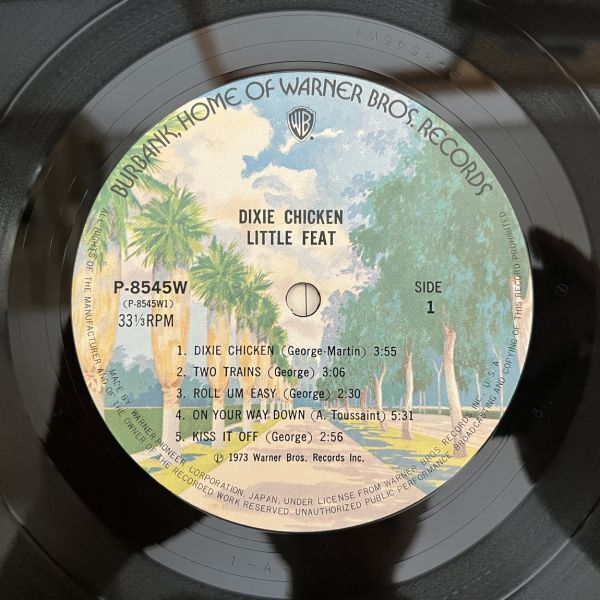 BURBANK, HOME OF WARNER BROS. RECORDS
WB
DIXIE CHICKEN
LITTLE FEAT
P-8545W
(P-8545W1)
33⅓RPM
SIDE
1
1. DIXIE CHICKEN (George-Martin) 3:55
2. TWO TRAINS (George) 3:06
3. ROLL UM EASY (George) 2:30
4. ON YOUR WAY DOWN (A. Toussaint) 5:31
5. KISS IT OFF (George) 2:56
℗ 1973 Warner Bros. Records Inc.
MADE BY WARNER-PIONEER CORPORATION, JAPAN, UNDER LICENSE FROM WARNER BROS RECORDS INC., U.S.A.
ALL RIGHTS OF THE MANUFACTURER AND OF THE OWNER OF THE RECORDED WORK RESERVED. UNAUTHORIZED PUBLIC PERFORMANCE BROADCASTING AND COPYING OF THIS RECORD PROHIBITED
P-8545W1
1-A